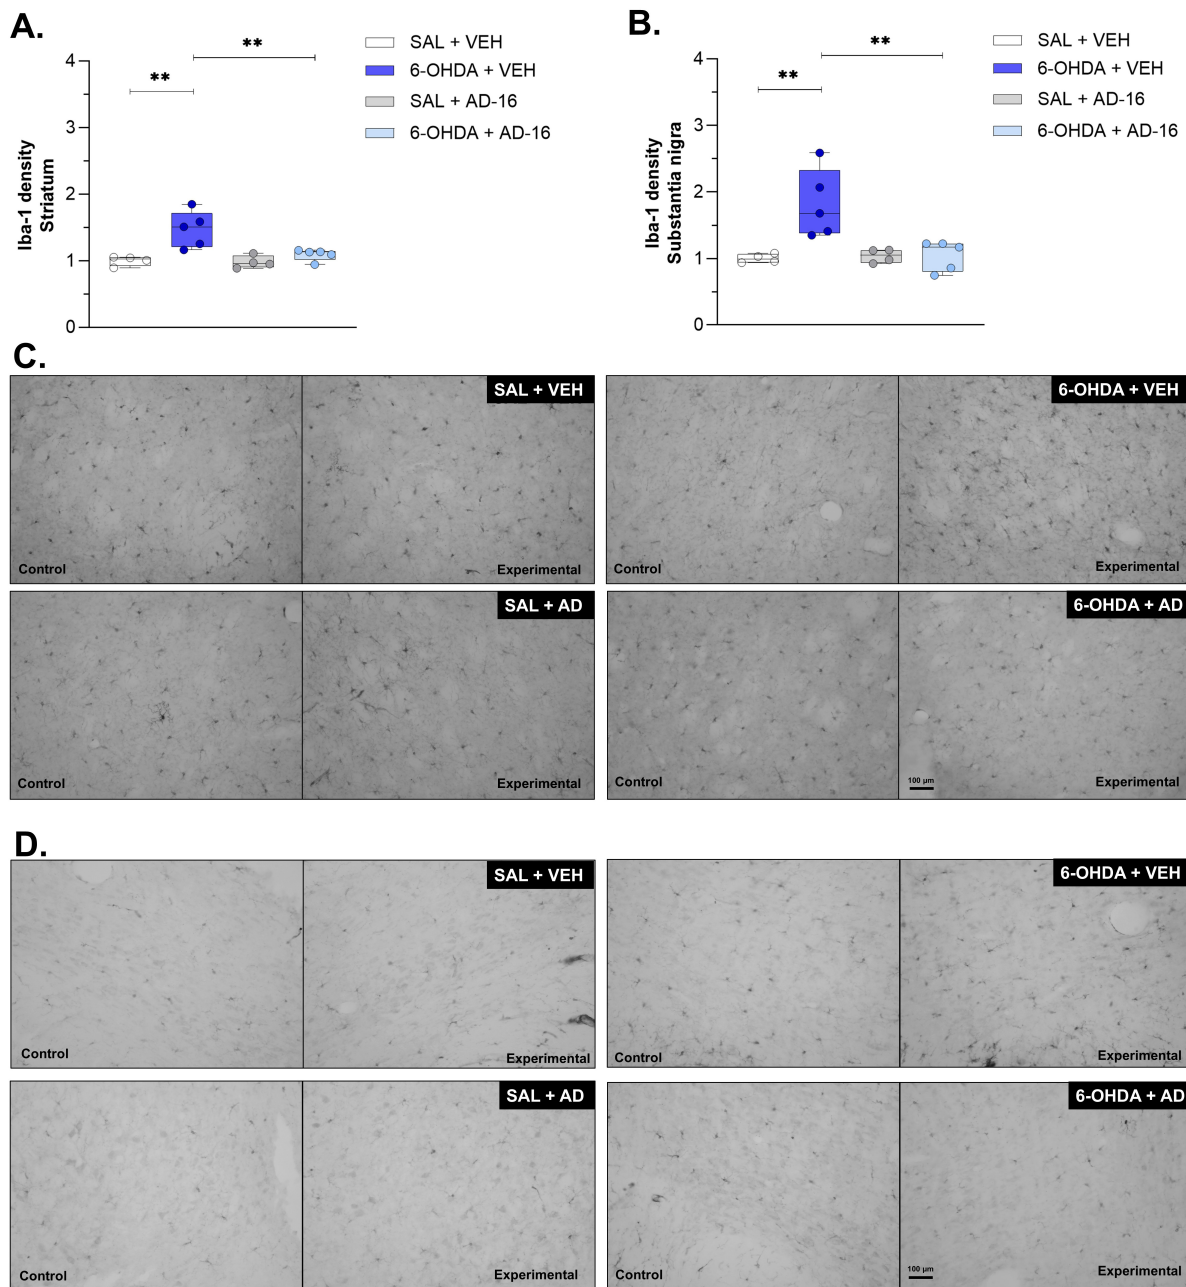 A.
**
**
4
3
2
1
0
Iba-1 density
Striatum
SAL + VEH
6-OHDA + VEH
SAL + AD-16
6-OHDA + AD-16
B.
**
**
4
3
2
1
0
Iba-1 density
Substantia nigra
SAL + VEH
6-OHDA + VEH
SAL + AD-16
6-OHDA + AD-16
C.
SAL + VEH
Control
Experimental
6-OHDA + VEH
Control
Experimental
SAL + AD
Control
Experimental
6-OHDA + AD
Control
100 µm
Experimental
D.
SAL + VEH
Control
Experimental
6-OHDA + VEH
Control
Experimental
SAL + AD
Control
Experimental
6-OHDA + AD
Control
100 µm
Experimental